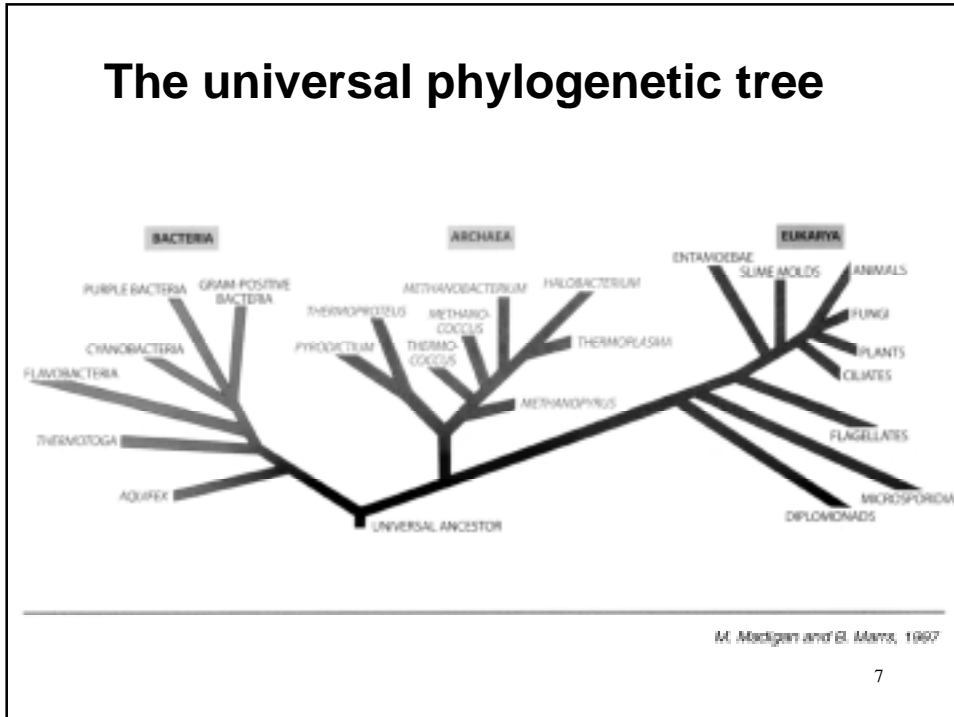 The universal phylogenetic tree
BACTERIA
ARCHAEA
EUKARYA
PURPLE BACTERIA
GRAM-POSITIVE
BACTERIA
CYANOBACTERIA
FLAVOBACTERIA
THERMOTOGA
AQUIFEX
THERMOPROTEUS
PYRODICTIUM
METHANOBACTERIUM
HALOBACTERIUM
METHANO-
COCCUS
THERMO-
COCCUS
THERMOPLASMA
METHANOPYRUS
ENTAMOEBAE
SLIME MOLDS
ANIMALS
FUNGI
PLANTS
CILIATES
FLAGELLATES
MICROSPORIDIA
DIPLOMONADS
UNIVERSAL ANCESTOR
M. Madigan and B. Marrs, 1997
7